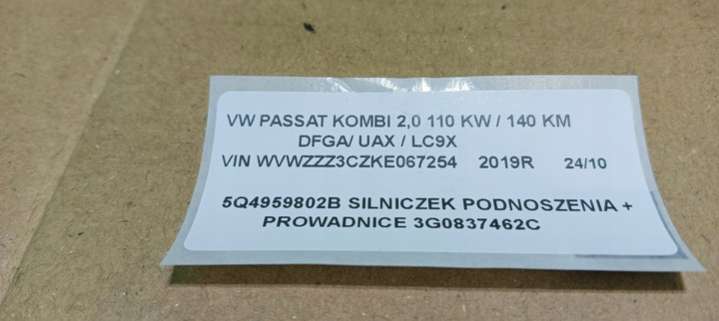 VW PASSAT KOMBI 2,0 110 KW / 140 KM
DFGA/ UAX / LC9X
VIN WVWZZZ3CZKE067254 2019R 24/10
5Q4959802B SILNICZEK PODNOSZENIA +
PROWADNICE 3G0837462C